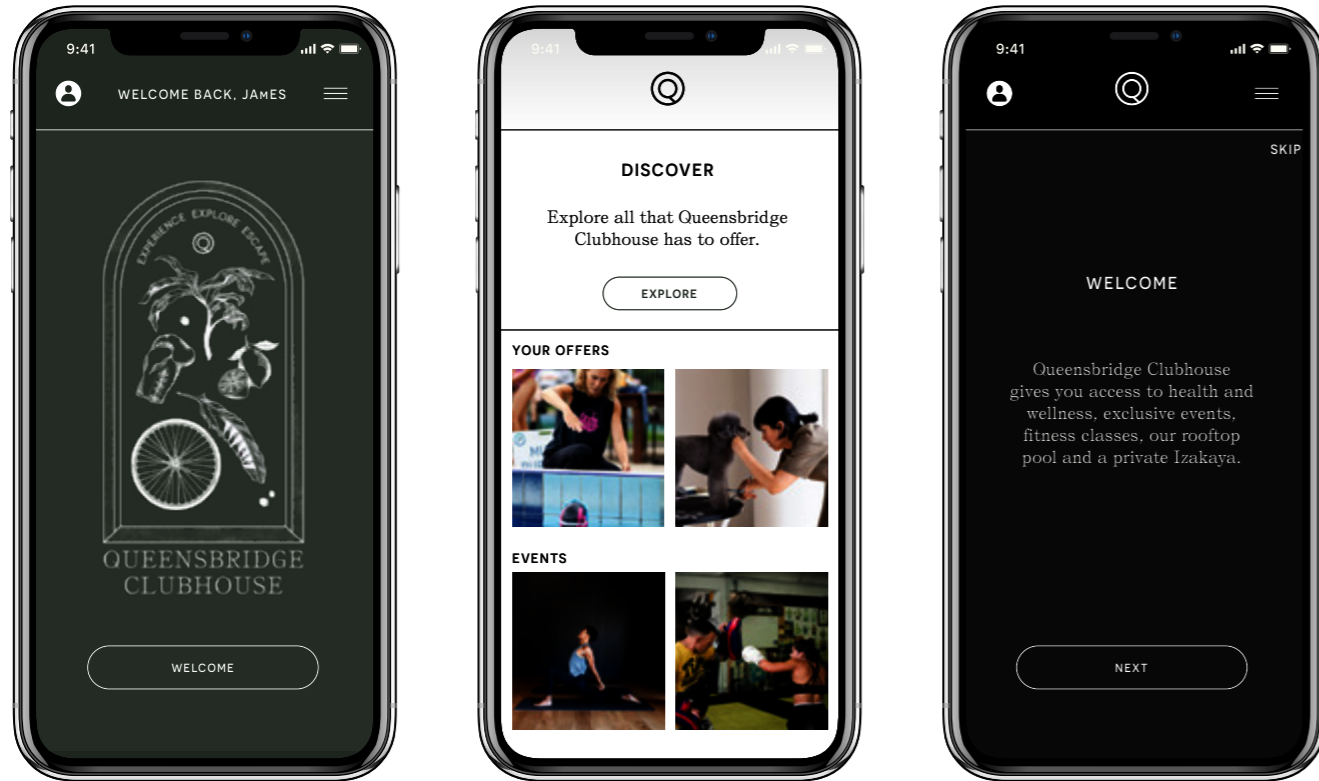 9:41
WELCOME BACK, JAMES
EXPERIENCE EXPLORE ESCAPE
Q
QUEENSBRIDGE
CLUBHOUSE
WELCOME
9:41
Q
DISCOVER
Explore all that Queensbridge
Clubhouse has to offer.
EXPLORE
YOUR OFFERS
EVENTS
9:41
Q
SKIP
WELCOME
Queensbridge Clubhouse
gives you access to health and
wellness, exclusive events,
fitness classes, our rooftop
pool and a private Izakaya.
NEXT